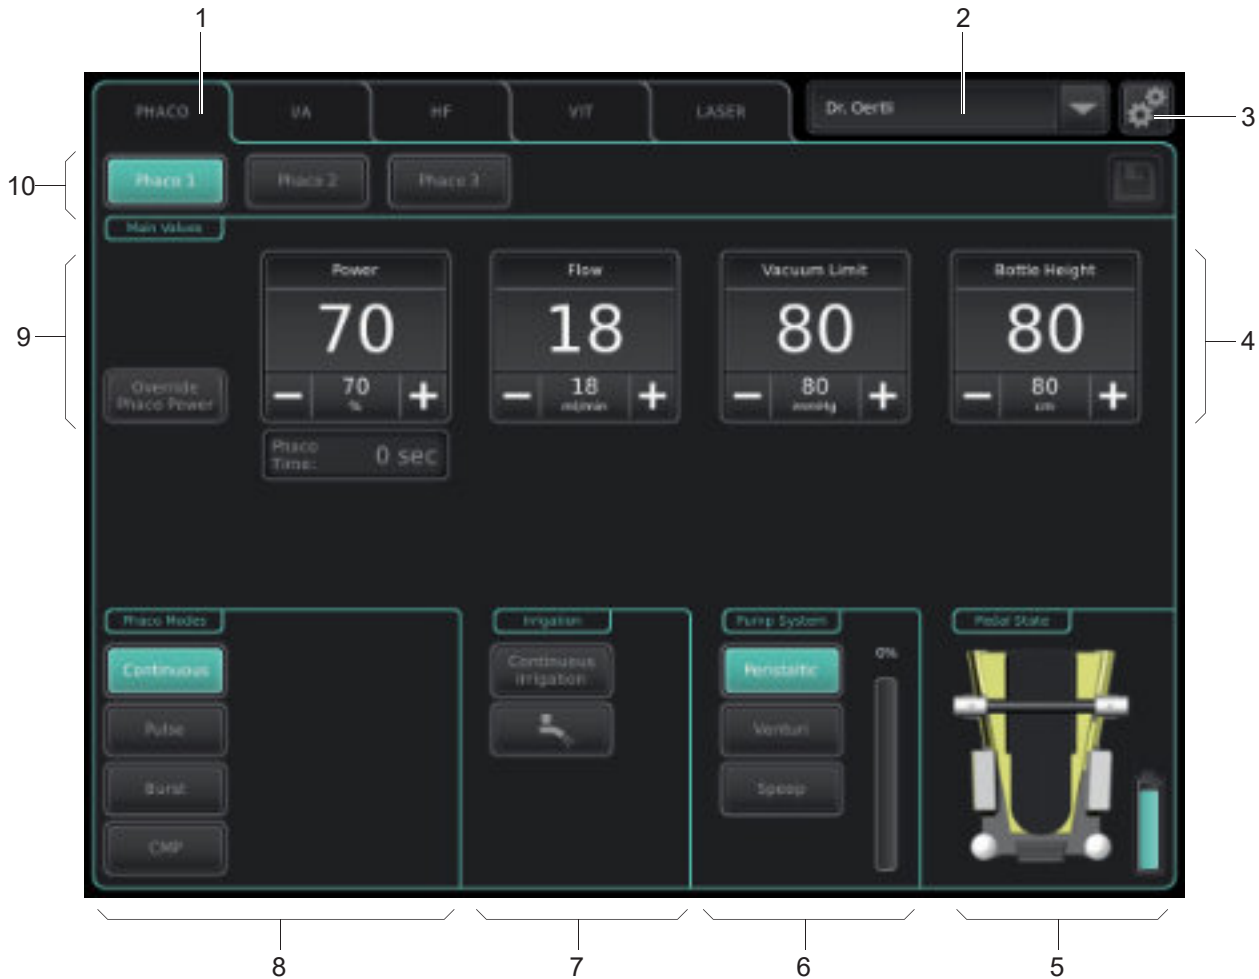 1
2
PHACO
I/A
HF
VIT
LASER
Dr. Oertli
3
10
Phaco 1
Phaco 2
Phaco 3
Main Values
9
Power
Flow
Vacuum Limit
Bottle Height
70
18
80
80
4
Override
Phaco Power
− 70 +
%
− 18 +
ml/min
− 80 +
mmHg
− 80 +
cm
Phaco
Time:
0 sec
Phaco Modes
Irrigation
Pump System
Pedal State
Continuous
Pulse
Burst
CMP
Continuous
Irrigation
Peristaltic
Venturi
Speep
0%
8
7
6
5